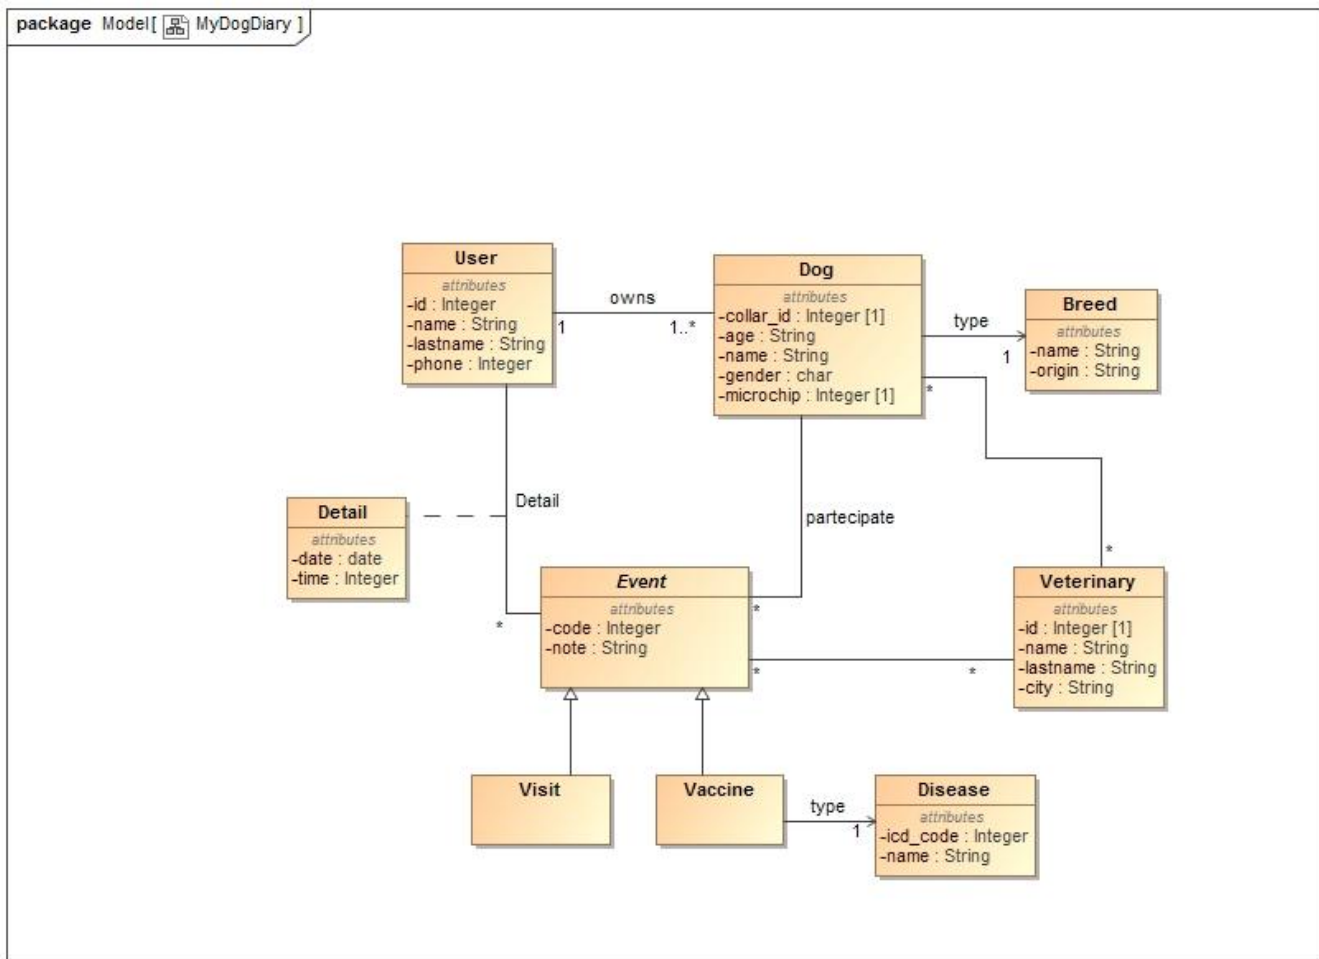 package Model[ MyDogDiary ]
User
attributes
-id : Integer
-name : String
-lastname : String
-phone : Integer
owns
1
1..*
Dog
attributes
-collar_id : Integer [1]
-age : String
-name : String
-gender : char
-microchip : Integer [1]
type
1
Breed
attributes
-name : String
-origin : String
*
Detail
attributes
-date : date
-time : Integer
Detail
partecipate
*
Event
attributes
-code : Integer
-note : String
*
*
*
*
Veterinary
attributes
-id : Integer [1]
-name : String
-lastname : String
-city : String
Visit
Vaccine
type
1
Disease
attributes
-icd_code : Integer
-name : String